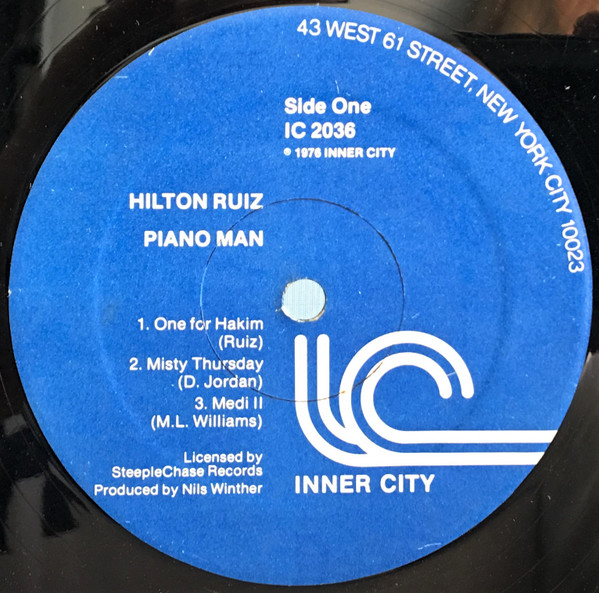 43 WEST 61 STREET, NEW YORK CITY 10023
Side One
IC 2036
℗ 1976 INNER CITY
HILTON RUIZ
PIANO MAN
1. One for Hakim
(Ruiz)
2. Misty Thursday
(D. Jordan)
3. Medi II
(M.L. Williams)
Licensed by
SteepleChase Records
Produced by Nils Winther
IC
INNER CITY